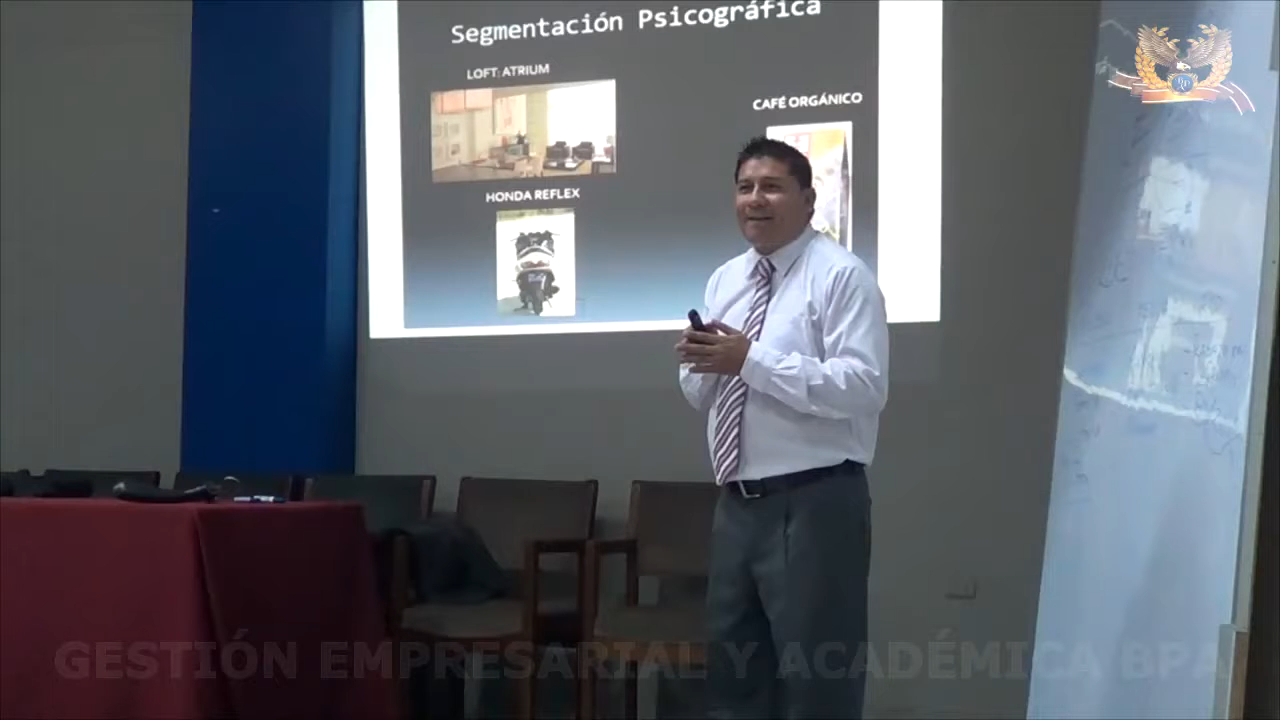 Segmentación Psicográfica
LOFT: ATRIUM
CAFÉ ORGÁNICO
HONDA REFLEX
GESTIÓN EMPRESARIAL Y ACADÉMICA BPA